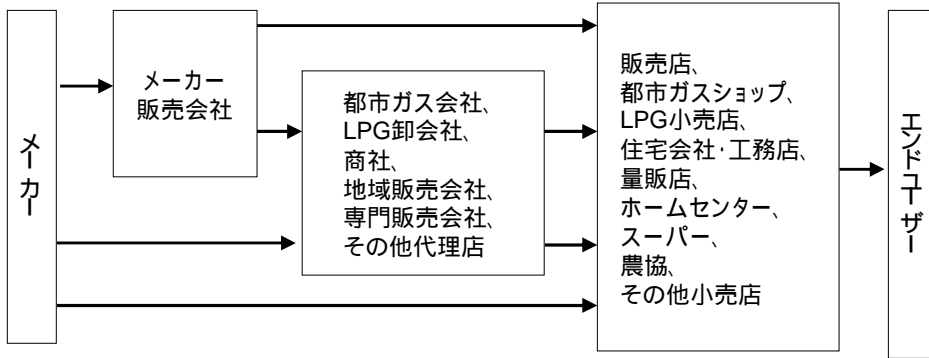 メーカー
メーカー
販売会社
都市ガス会社、
LPG卸会社、
商社、
地域販売会社、
専門販売会社、
その他代理店
販売店、
都市ガスショップ、
LPG小売店、
住宅会社・工務店、
量販店、
ホームセンター、
スーパー、
農協、
その他小売店
エンドユーザー